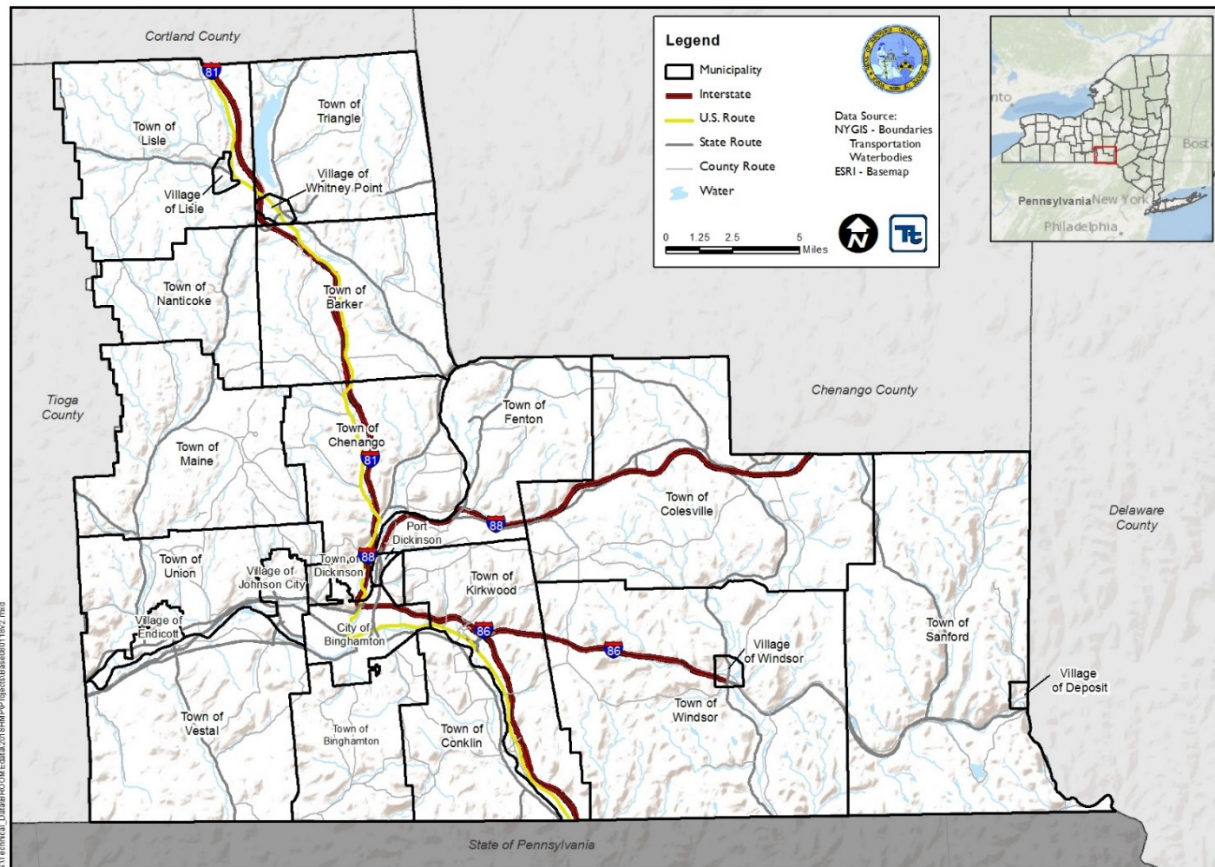 Cortland County
81
Town of
Lisle
Town of
Triangle
Village
of Lisle
Village of
Whitney Point
Town of
Nanticoke
Town of
Barker
Tioga
County
Town of
Maine
Town of
Chenango
81
Town of
Fenton
Chenango County
Town of
Colesville
88
Delaware
County
Port
Dickinson
88
Town of
Union
Village of
Johnson City
Town of
Dickinson
Town of
Kirkwood
Village of
Endicott
City of
Binghamton
86
86
Village
of Windsor
Town of
Sanford
Village
of Deposit
Town of
Vestal
Town of
Binghamton
Town of
Conklin
Town of
Windsor
State of Pennsylvania
Legend
Municipality
Interstate
U.S. Route
State Route
County Route
Water
Data Source:
NYGIS - Boundaries
Transportation
Waterbodies
ESRI - Basemap
0 1.25 2.5 5
Miles
N
Tt
Pennsylvania
New York
Philadelphia